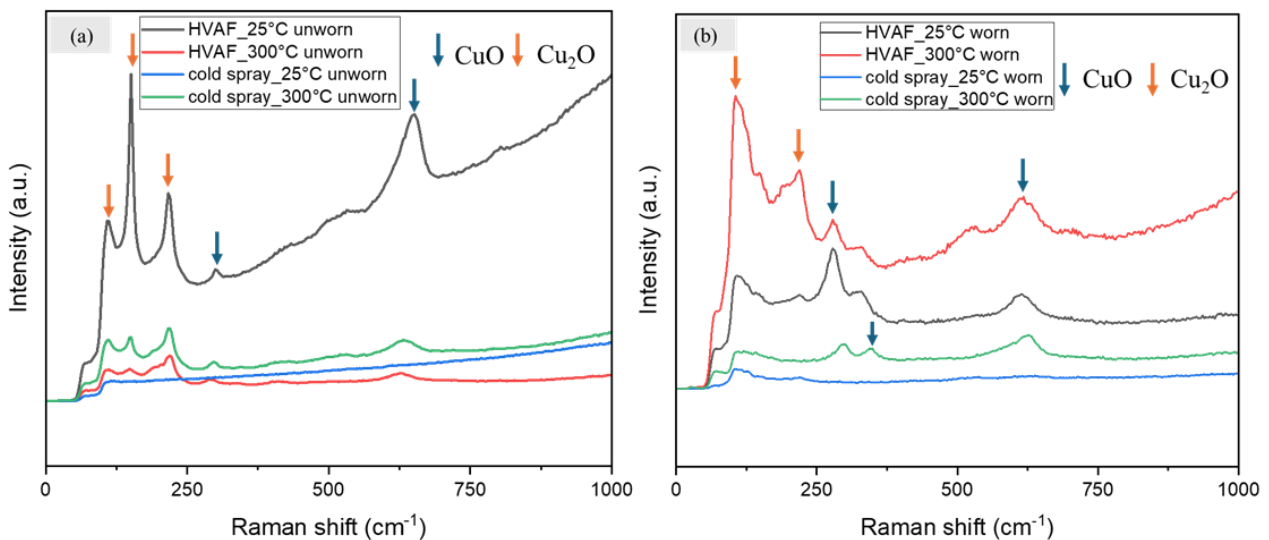 (a)
HVAF_25°C unworn
HVAF_300°C unworn
cold spray_25°C unworn
cold spray_300°C unworn
CuO
Cu₂O
Intensity (a.u.)
0
250
500
750
1000
Raman shift (cm⁻¹)
(b)
HVAF_25°C worn
HVAF_300°C worn
cold spray_25°C worn
cold spray_300°C worn
CuO
Cu₂O
Intensity (a.u.)
0
250
500
750
1000
Raman shift (cm⁻¹)